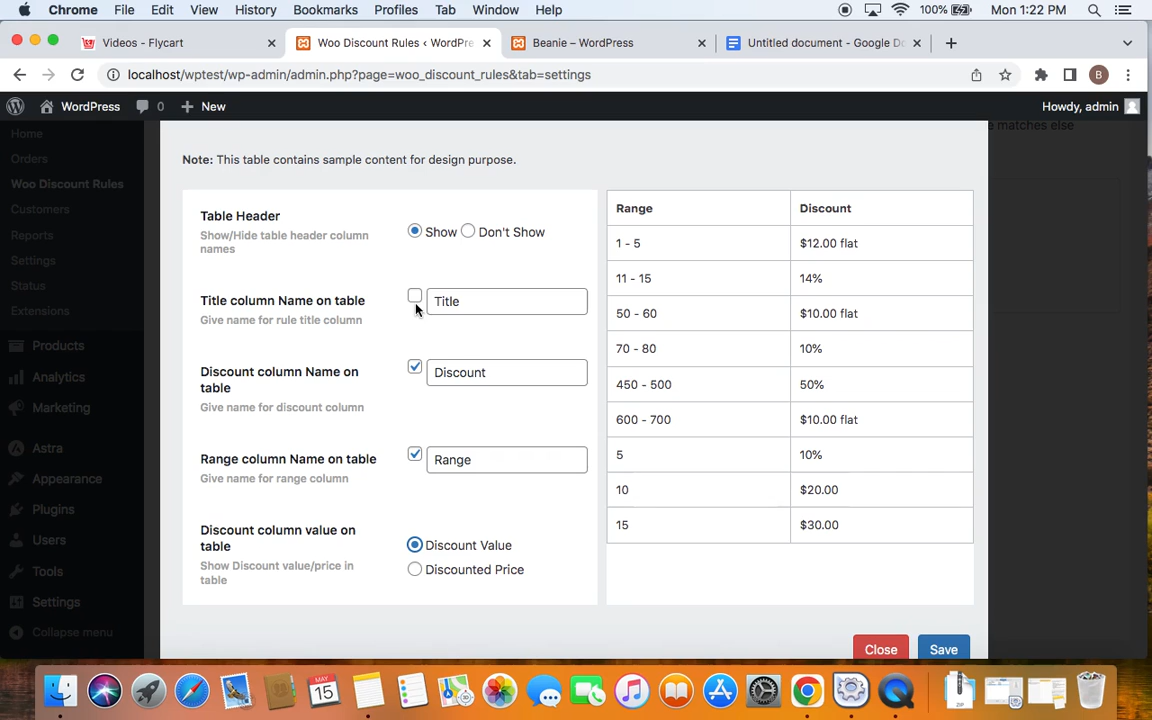 Chrome File Edit View History Bookmarks Profiles Tab Window Help 100% Mon 1:22 PM
Videos - Flycart Woo Discount Rules ‹ WordPre Beanie – WordPress Untitled document - Google Do
localhost/wptest/wp-admin/admin.php?page=woo_discount_rules&tab=settings B
WordPress 0 New Howdy, admin
Home
Orders
Woo Discount Rules
Customers
Reports
Settings
Status
Extensions
Products
Analytics
Marketing
Astra
Appearance
Plugins
Users
Tools
Settings
Collapse menu
e matches else
Note: This table contains sample content for design purpose.
Table Header
Show/Hide table header column
names
Show Don't Show
Title column Name on table
Give name for rule title column
Title
Discount column Name on
table
Give name for discount column
Discount
Range column Name on table
Give name for range column
Range
Discount column value on
table
Show Discount value/price in
table
Discount Value
Discounted Price
Range Discount
1 - 5 $12.00 flat
11 - 15 14%
50 - 60 $10.00 flat
70 - 80 10%
450 - 500 50%
600 - 700 $10.00 flat
5 10%
10 $20.00
15 $30.00
Close Save
MAY
15
ZIP